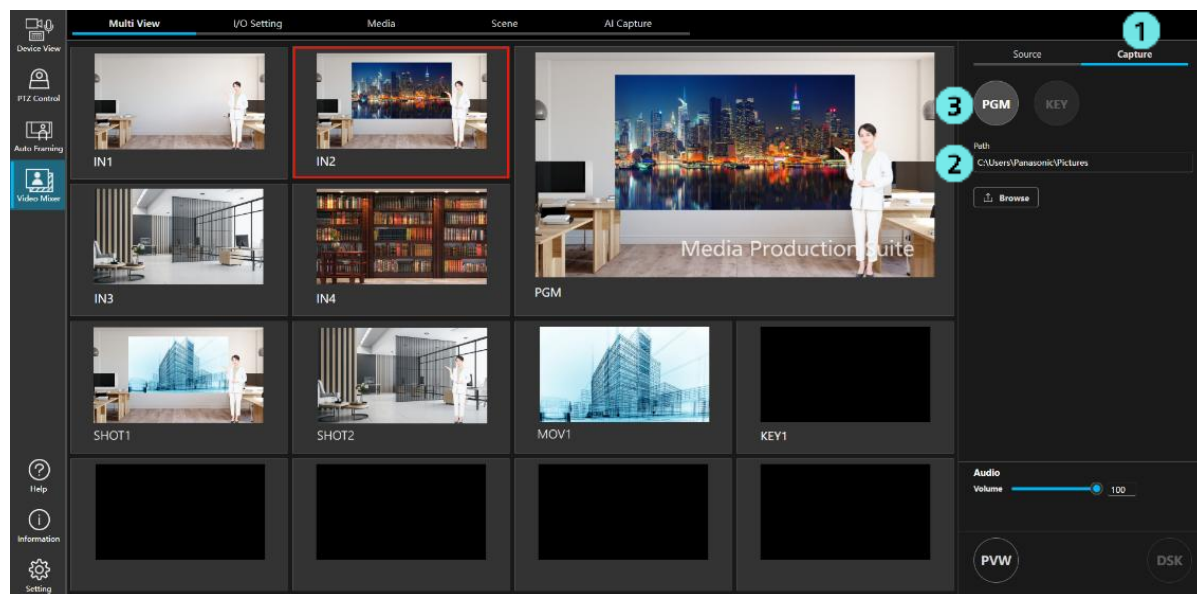 Multi View
I/O Setting
Media
Scene
AI Capture
1
Device View
PTZ Control
Auto Framing
Video Mixer
Help
Information
Setting
IN1
IN2
IN3
IN4
Media Production Suite
PGM
SHOT1
SHOT2
MOV1
KEY1
Source
Capture
3
PGM
KEY
Path
2
C:\Users\Panasonic\Pictures
Browse
Audio
Volume
100
PVW
DSK